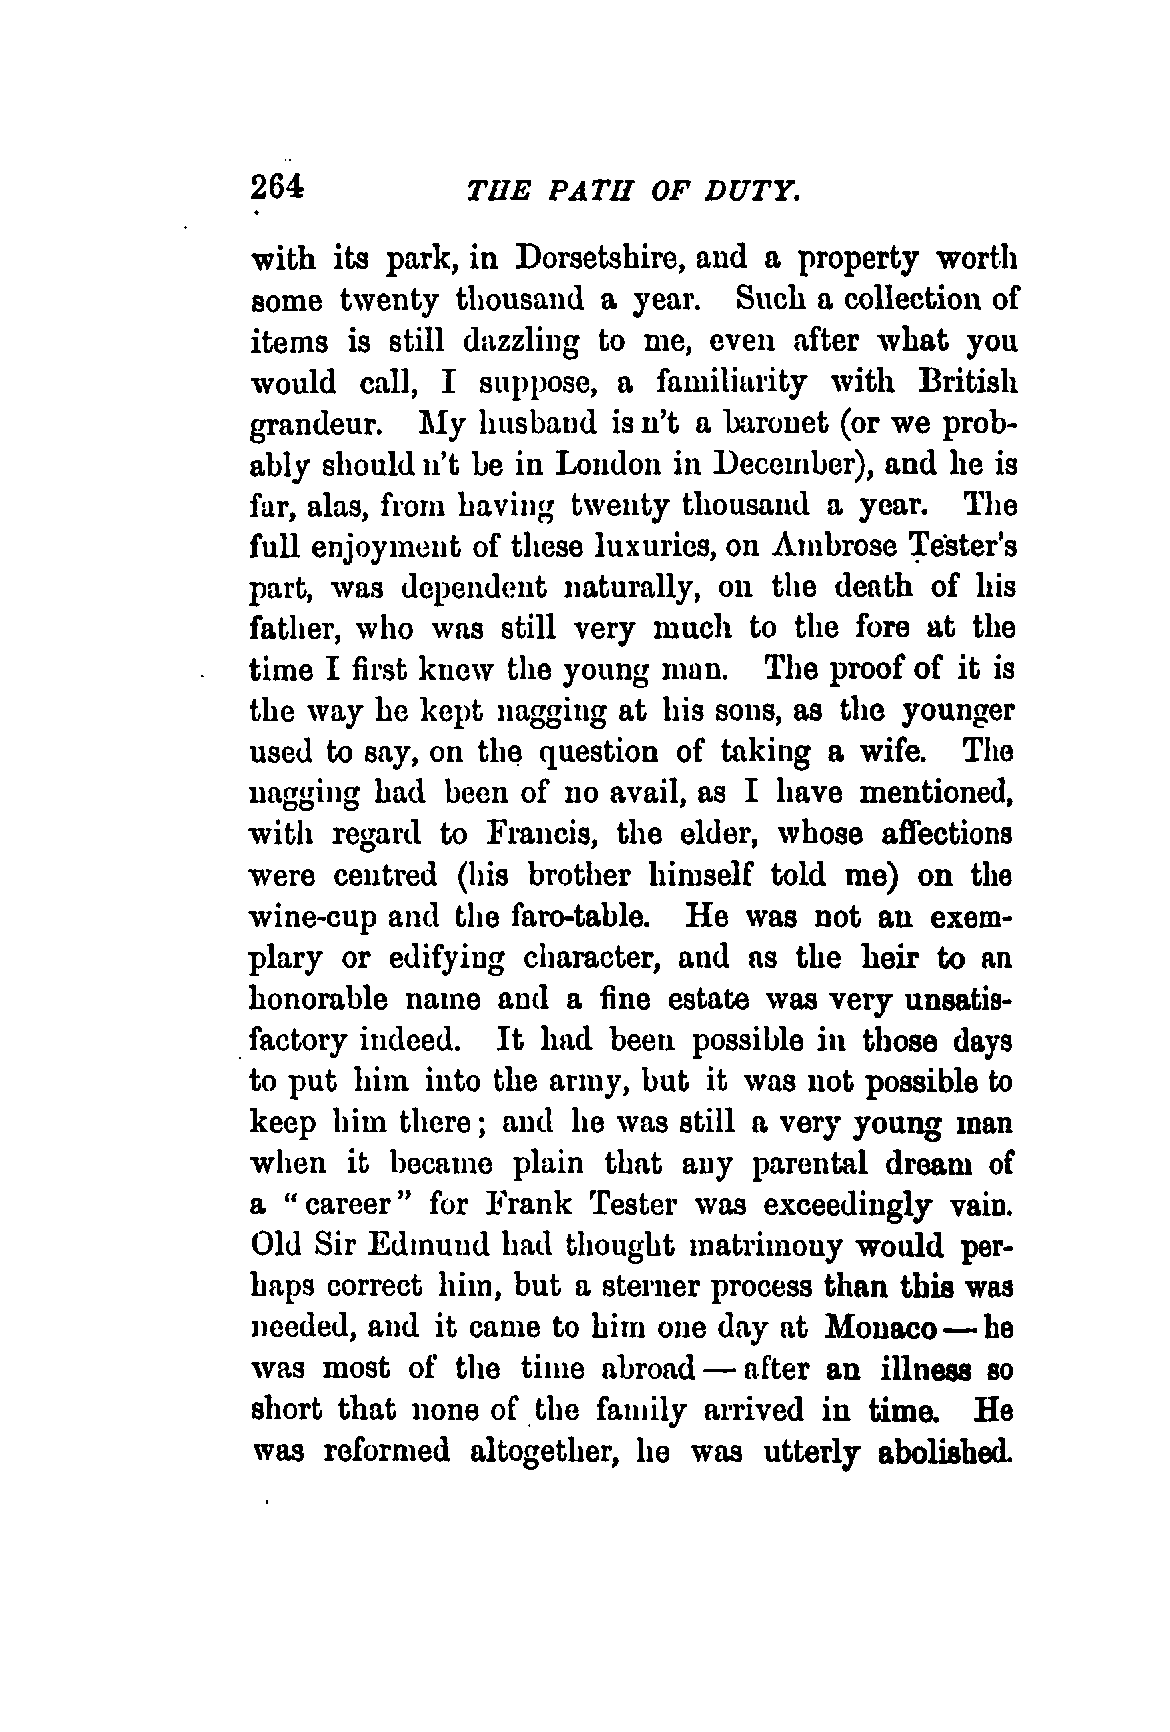 264 THE PATH OF DUTY.
with its park, in Dorsetshire, and a property worth
some twenty thousand a year. Such a collection of
items is still dazzling to me, even after what you
would call, I suppose, a familiarity with British
grandeur. My husband is n't a baronet (or we prob-
ably should n't be in London in December), and he is
far, alas, from having twenty thousand a year. The
full enjoyment of these luxuries, on Ambrose Tester's
part, was dependent naturally, on the death of his
father, who was still very much to the fore at the
time I first knew the young man. The proof of it is
the way he kept nagging at his sons, as the younger
used to say, on the question of taking a wife. The
nagging had been of no avail, as I have mentioned,
with regard to Francis, the elder, whose affections
were centred (his brother himself told me) on the
wine-cup and the faro-table. He was not an exem-
plary or edifying character, and as the heir to an
honorable name and a fine estate was very unsatis-
factory indeed. It had been possible in those days
to put him into the army, but it was not possible to
keep him there; and he was still a very young man
when it became plain that any parental dream of
a "career" for Frank Tester was exceedingly vain.
Old Sir Edmund had thought matrimony would per-
haps correct him, but a sterner process than this was
needed, and it came to him one day at Monaco — he
was most of the time abroad — after an illness so
short that none of the family arrived in time. He
was reformed altogether, he was utterly abolished.